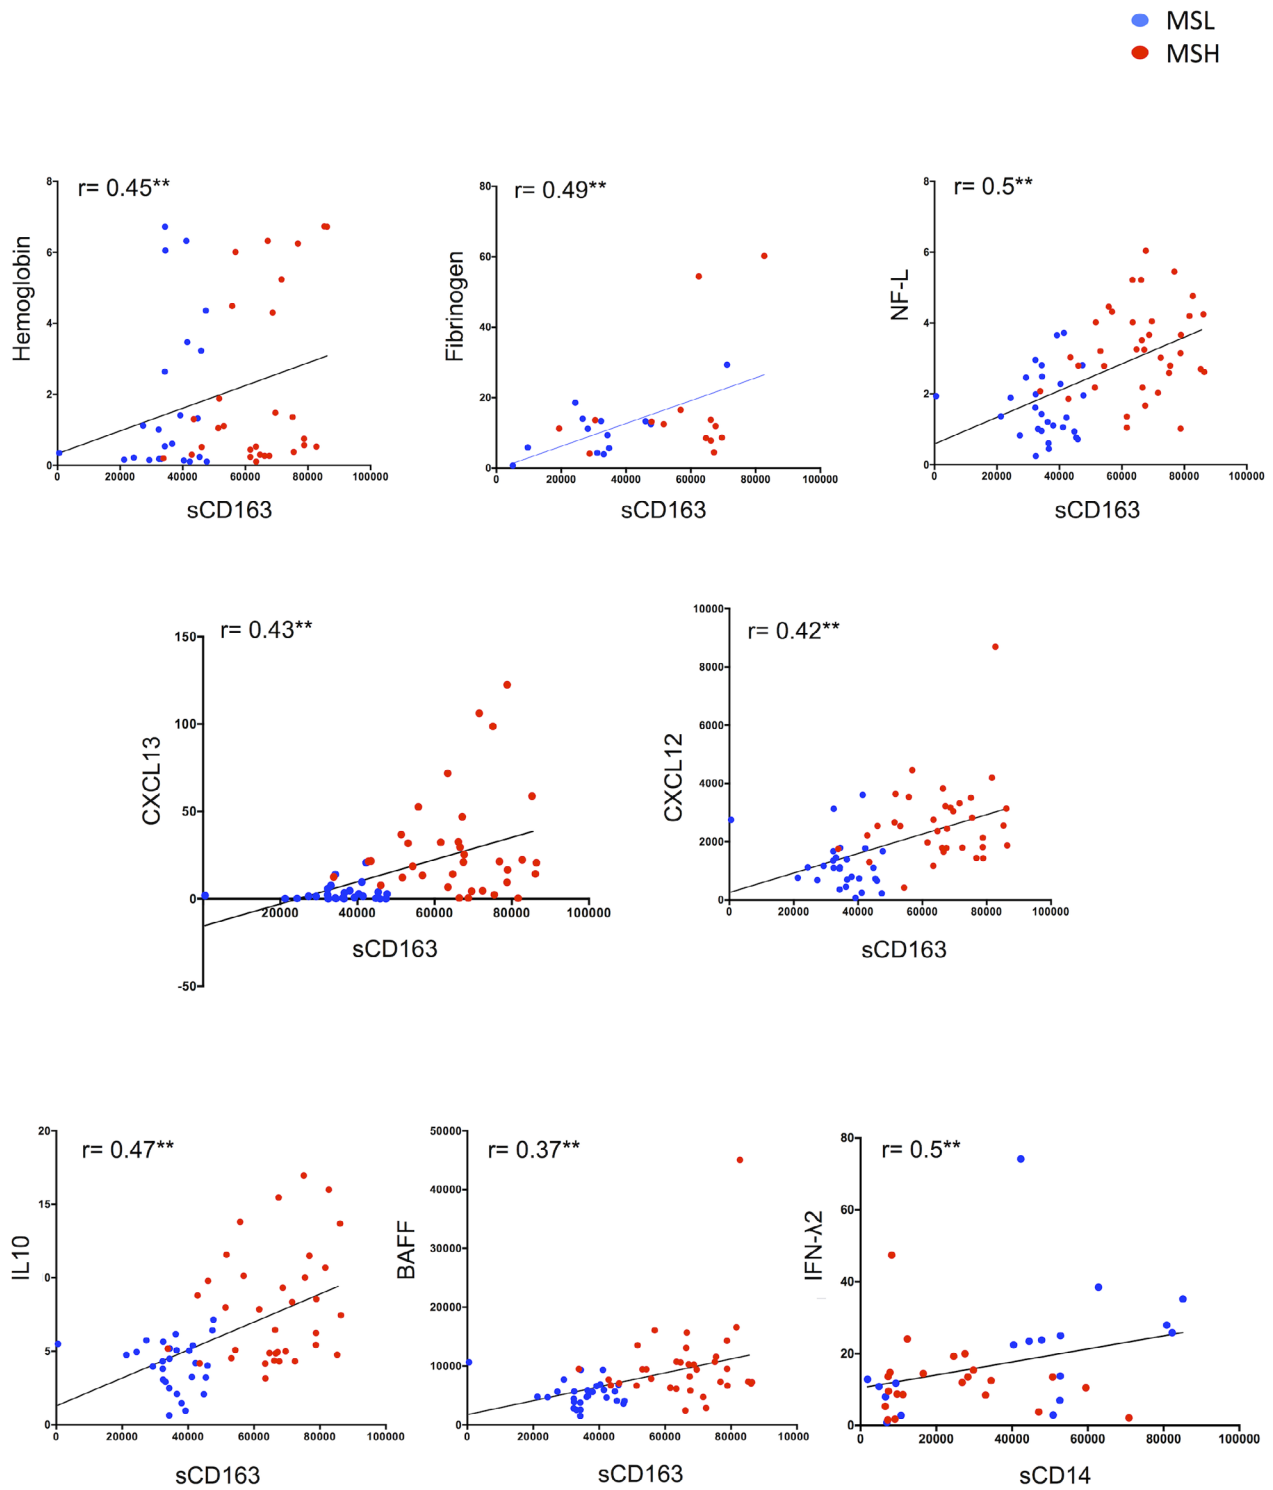 MSL
MSH
r= 0.45**
8
6
4
2
0
Hemoglobin
0 20000 40000 60000 80000 100000
sCD163
r= 0.49**
80
60
40
20
0
Fibrinogen
0 20000 40000 60000 80000 100000
sCD163
r= 0.5**
8
6
4
2
0
NF-L
0 20000 40000 60000 80000 100000
sCD163
r= 0.43**
150
100
50
0
-50
CXCL13
20000 40000 60000 80000 100000
sCD163
r= 0.42**
10000
8000
6000
4000
2000
0
CXCL12
0 20000 40000 60000 80000 100000
sCD163
r= 0.47**
20
15
0
5
0
IL10
0 20000 40000 60000 80000 100000
sCD163
r= 0.37**
50000
40000
30000
20000
10000
0
BAFF
0 20000 40000 60000 80000 100000
sCD163
r= 0.5**
80
60
40
20
0
IFN-λ2
0 20000 40000 60000 80000 100000
sCD14